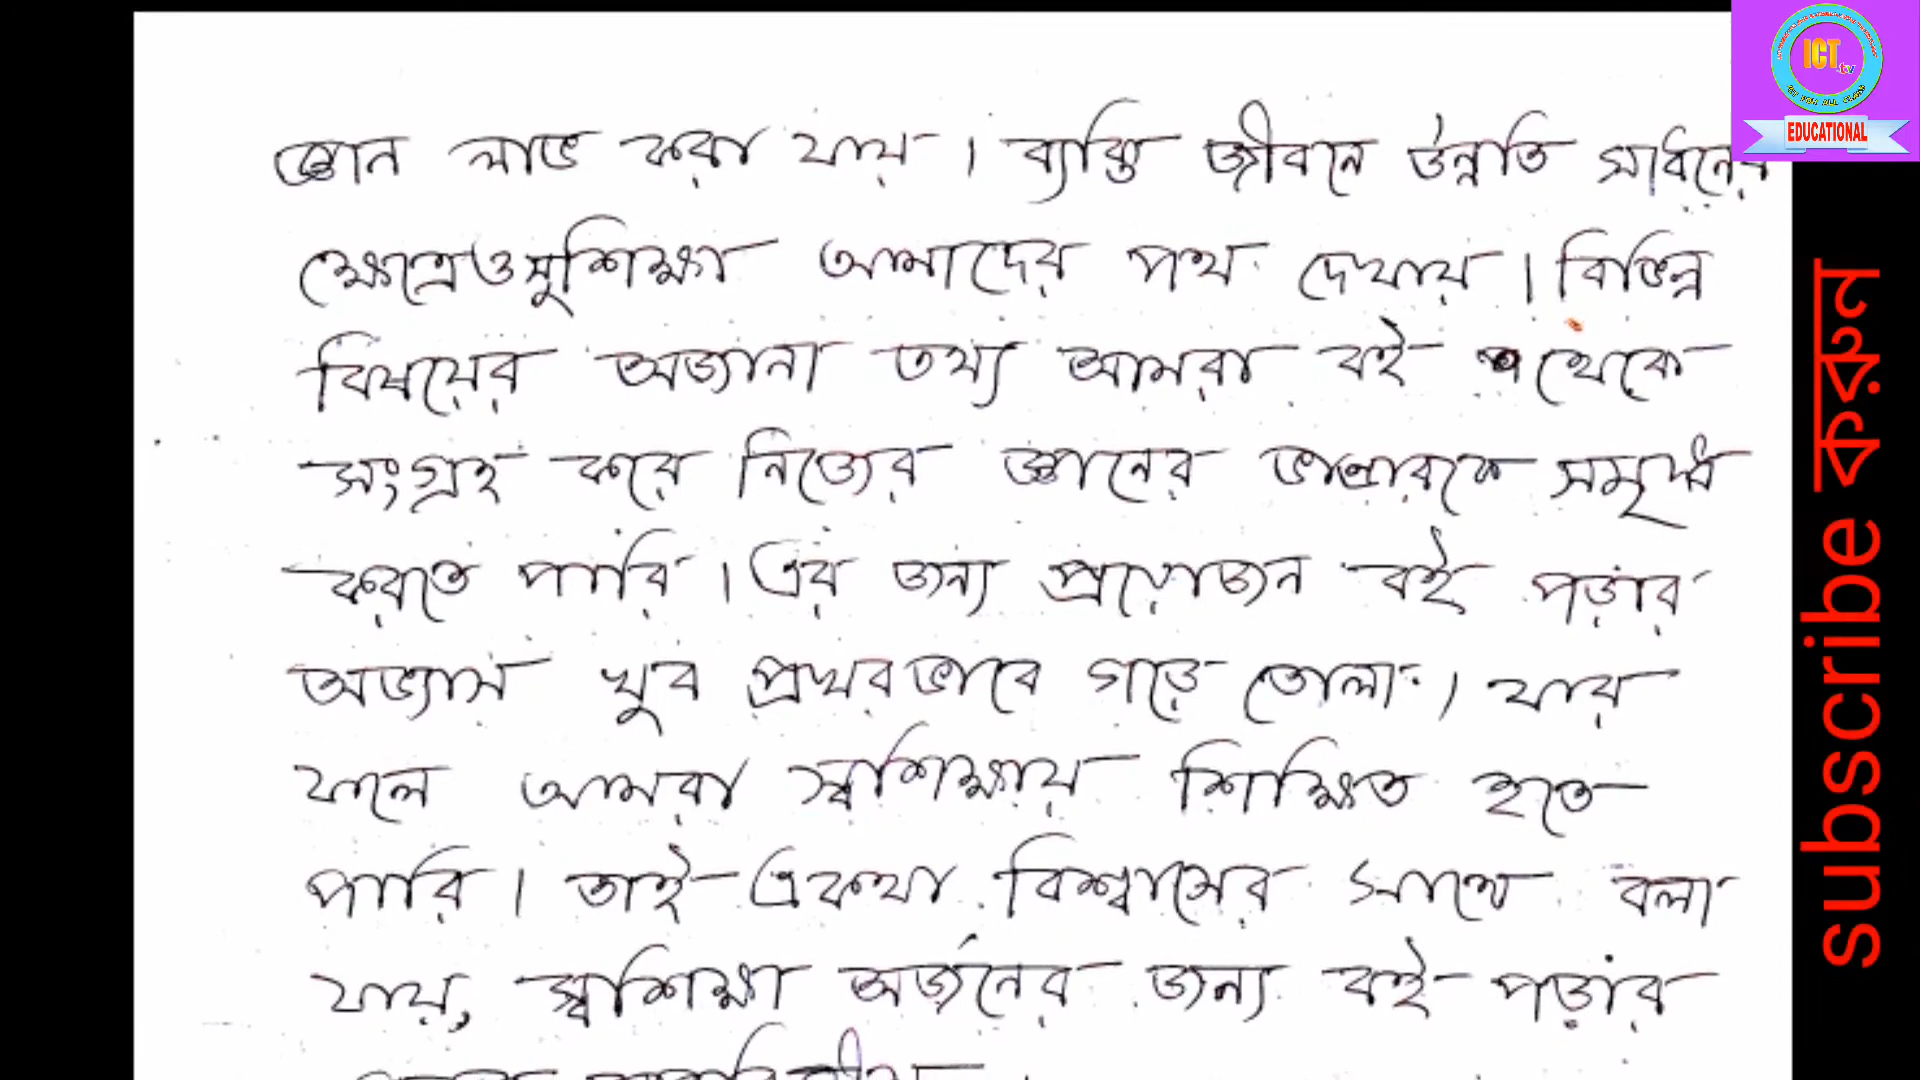 জ্ঞান লাভ করা যায়। ব্যক্তি জীবনে উন্নতি সাধনের
ক্ষেত্রেও সুশিক্ষা আমাদের পথ দেখায়। বিভিন্ন
বিষয়ের অজানা তথ্য আমরা বই থেকে
সংগ্রহ করে নিজের জ্ঞানের ভান্ডারকে সমৃদ্ধ
করতে পারি। এর জন্য প্রয়োজন বই পড়ার
অভ্যাস খুব প্রখরভাবে গড়ে তোলা। যার
ফলে আমরা স্বশিক্ষায় শিক্ষিত হতে
পারি। তাই একথা বিশ্বাসের সাথে বলা
যায়, স্বশিক্ষা অর্জনের জন্য বই পড়ার
ICT.tv
EDUCATIONAL
subscribe করুন